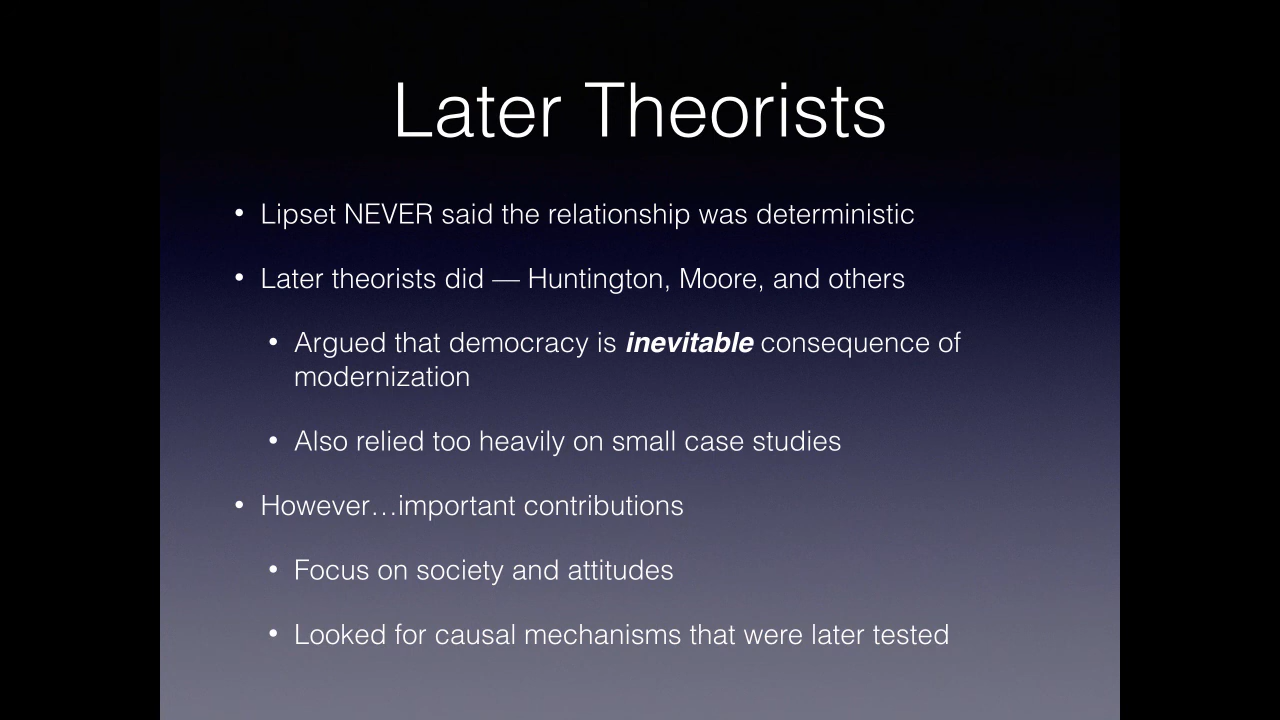 Later Theorists
• Lipset NEVER said the relationship was deterministic
• Later theorists did — Huntington, Moore, and others
• Argued that democracy is inevitable consequence of
modernization
• Also relied too heavily on small case studies
• However…important contributions
• Focus on society and attitudes
• Looked for causal mechanisms that were later tested